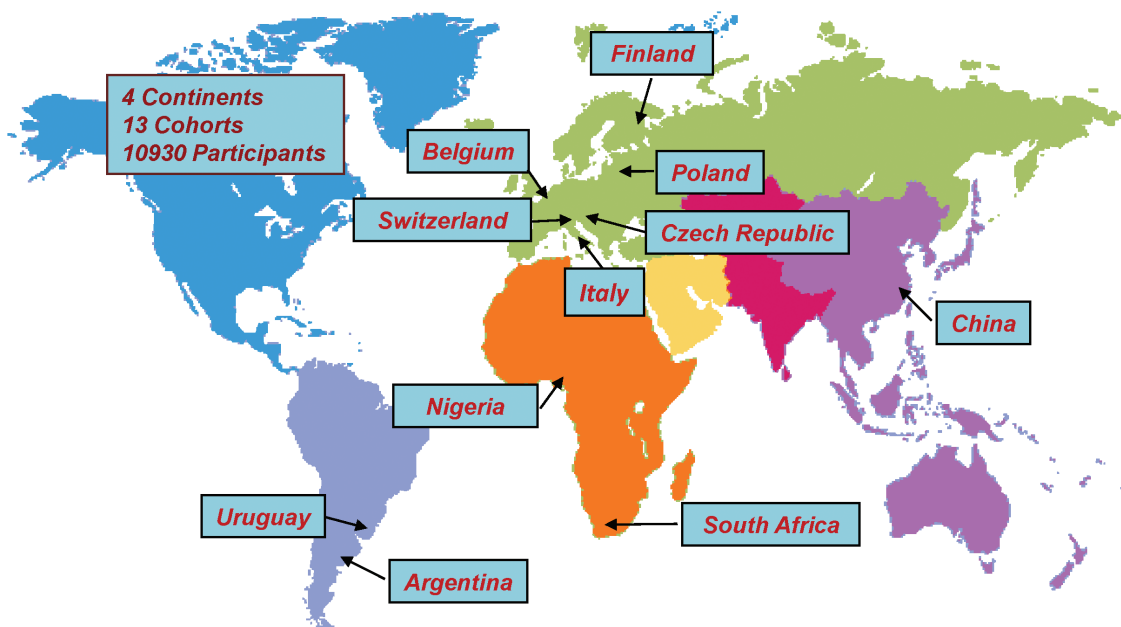 Finland
4 Continents
13 Cohorts
10930 Participants
Belgium
Poland
Switzerland
Czech Republic
Italy
China
Nigeria
Uruguay
South Africa
Argentina